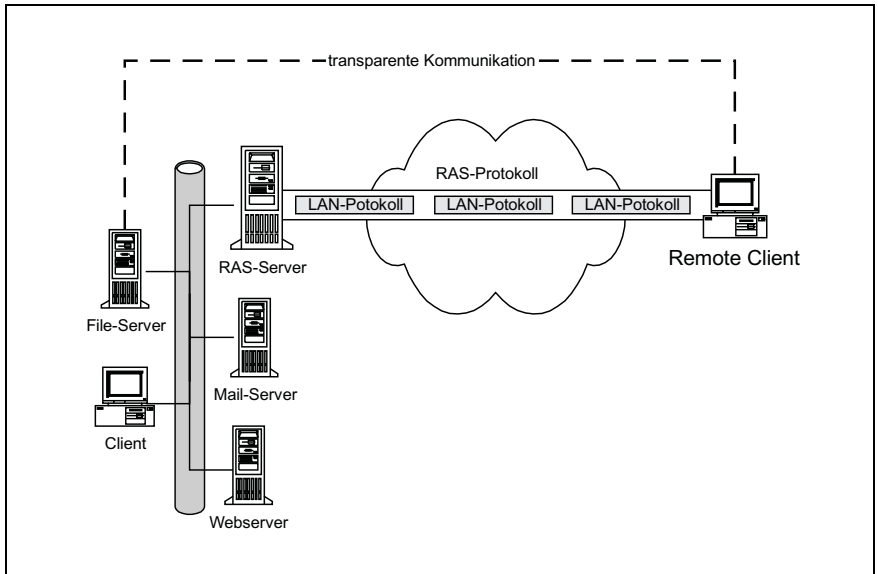 transparente Kommunikation
RAS-Protokoll
LAN-Potokoll LAN-Potokoll LAN-Potokoll
RAS-Server
Remote Client
File-Server
Mail-Server
Client
Webserver